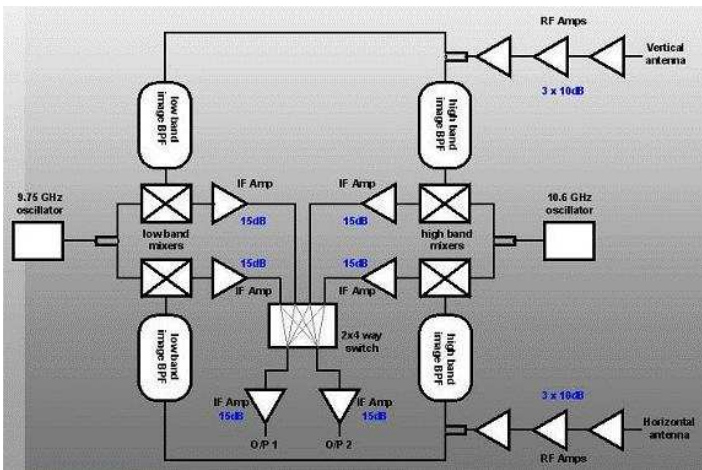 RF Amps
Vertical
antenna
3 x 10dB
low band
image BPF
high band
image BPF
9.75 GHz
oscillator
IF Amp
15dB
low band
mixers
15dB
IF Amp
IF Amp
15dB
high band
mixers
15dB
IF Amp
10.6 GHz
oscillator
2x4 way
switch
low band
image BPF
high band
image BPF
IF Amp
15dB
O/P 1
IF Amp
15dB
O/P 2
3 x 10dB
Horizontal
antenna
RF Amps